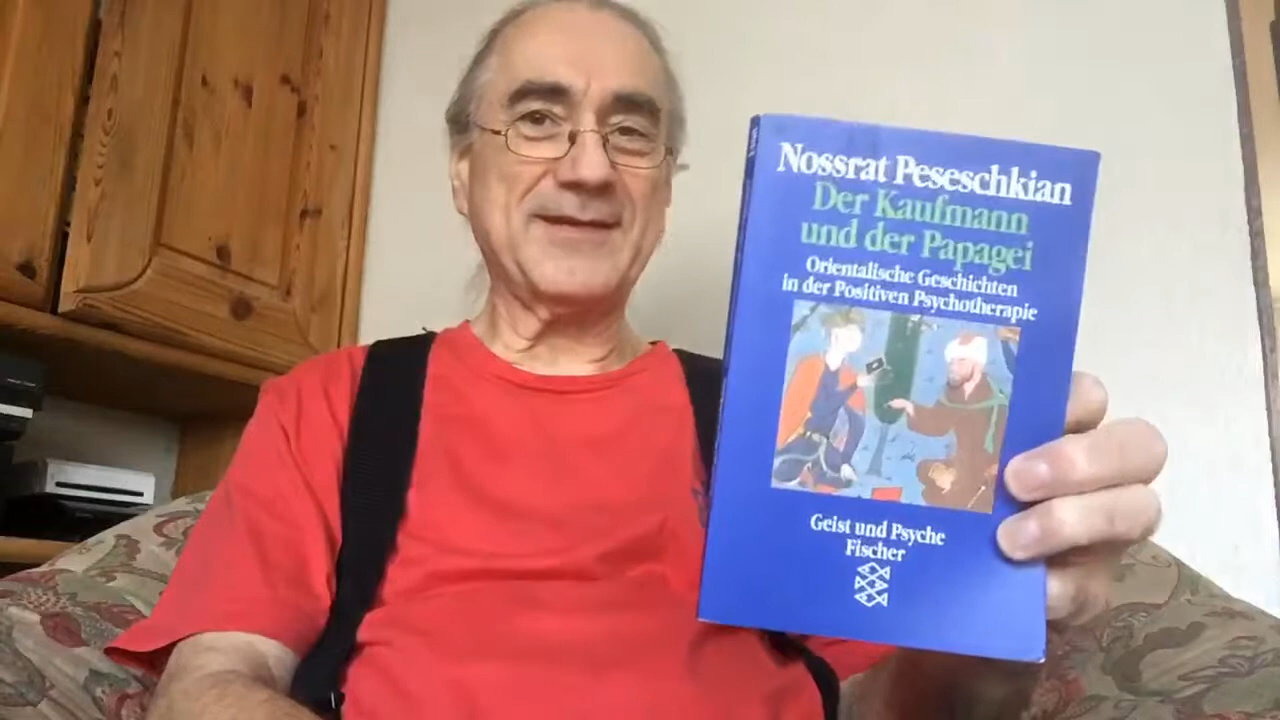 Nossrat Peseschkian
Der Kaufmann
und der Papagei
Orientalische Geschichten
in der Positiven Psychotherapie
Geist und Psyche
Fischer